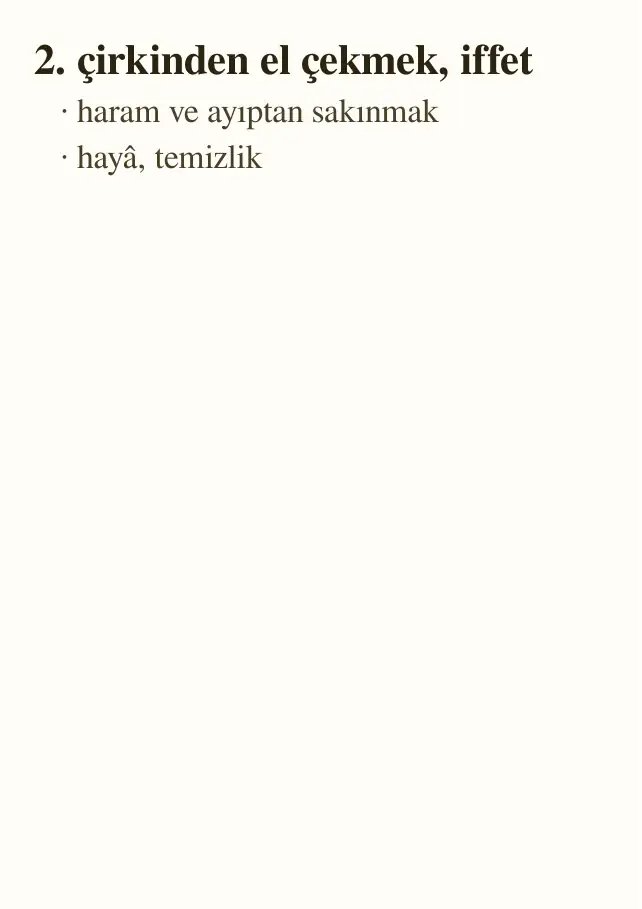 2. çirkinden el çekmek, iffet
· haram ve ayıptan sakınmak
· hayâ, temizlik